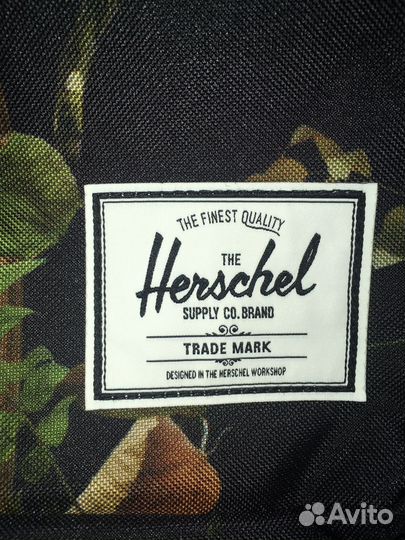 THE FINEST QUALITY
THE
Herschel
SUPPLY CO. BRAND
TRADE MARK
DESIGNED IN THE HERSCHEL WORKSHOP
Avito